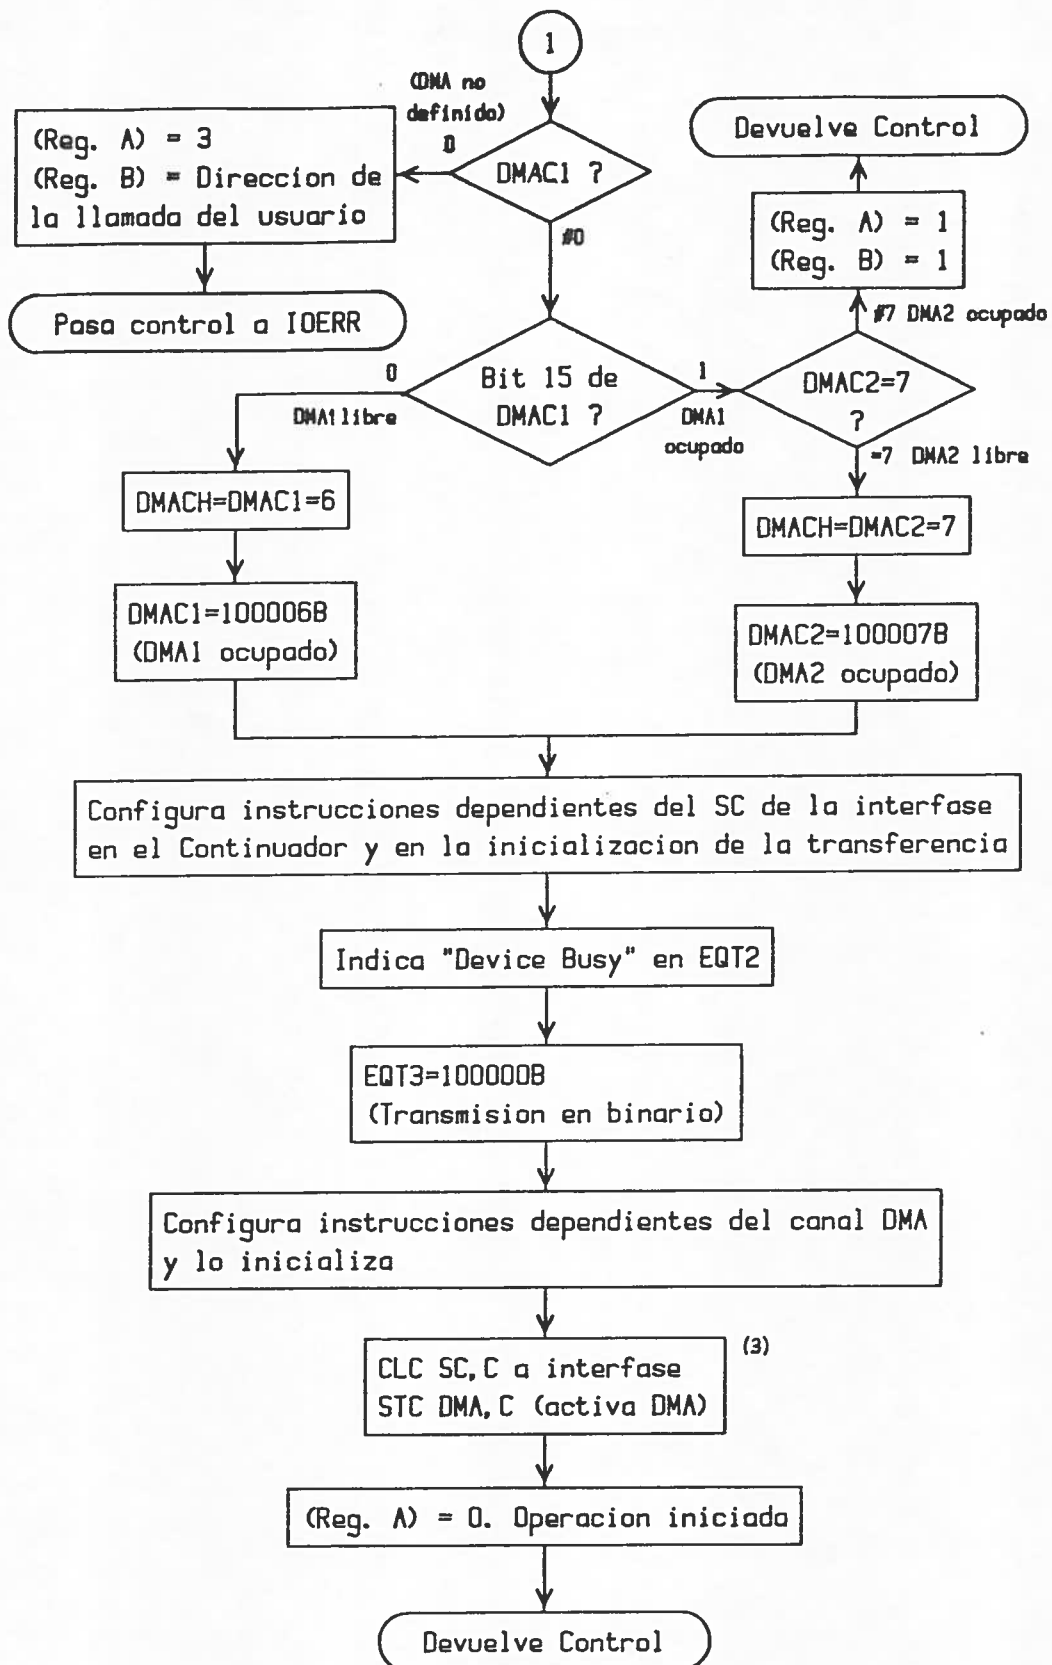 1
(DMA no
definido)
0
DMAC1 ?
#0
(Reg. A) = 3
(Reg. B) = Direccion de
la llamada del usuario
Pasa control a IOERR
Devuelve Control
(Reg. A) = 1
(Reg. B) = 1
#7 DMA2 ocupado
Bit 15 de
DMAC1 ?
0
DMA1 libre
1
DMA1
ocupado
DMAC2=7
?
=7 DMA2 libre
DMACH=DMAC1=6
DMAC1=100006B
(DMA1 ocupado)
DMACH=DMAC2=7
DMAC2=100007B
(DMA2 ocupado)
Configura instrucciones dependientes del SC de la interfase
en el Continuador y en la inicializacion de la transferencia
Indica "Device Busy" en EQT2
EQT3=100000B
(Transmision en binario)
Configura instrucciones dependientes del canal DMA
y lo inicializa
(3)
CLC SC,C a interfase
STC DMA,C (activa DMA)
(Reg. A) = 0. Operacion iniciada
Devuelve Control